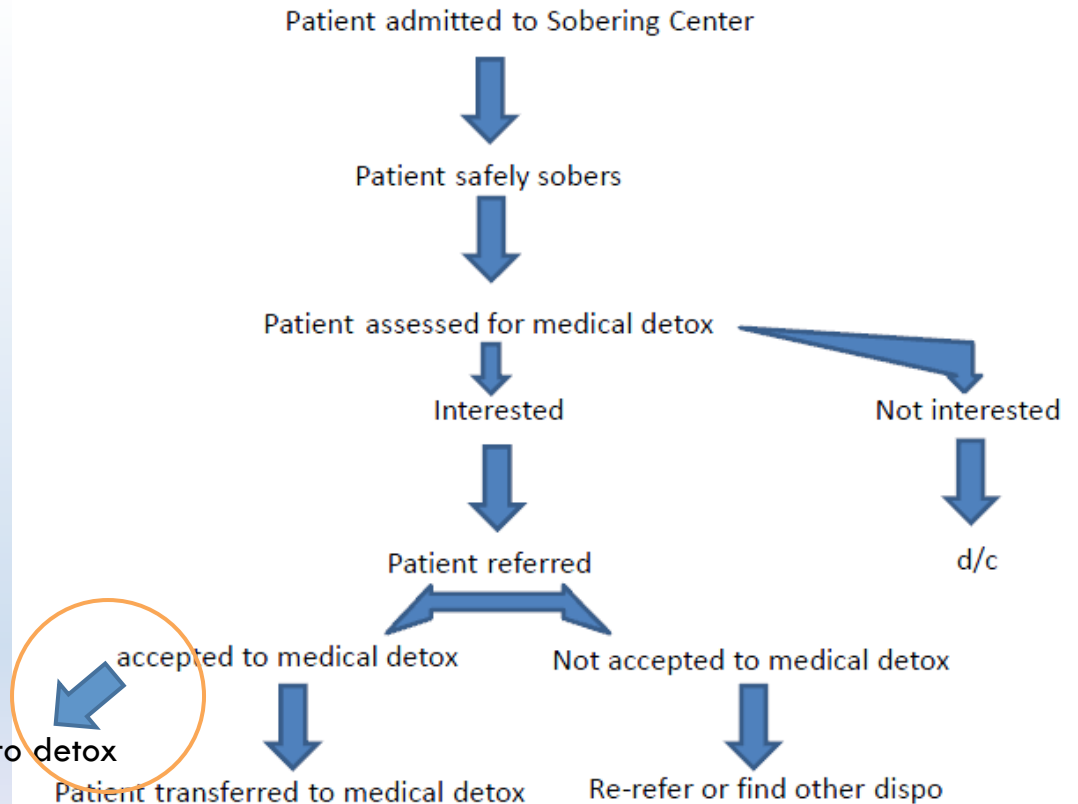 Patient admitted to Sobering Center
Patient safely sobers
Patient assessed for medical detox
Interested
Not interested
Patient referred
d/c
accepted to medical detox
Not accepted to medical detox
to detox
Patient transferred to medical detox
Re-refer or find other dispo